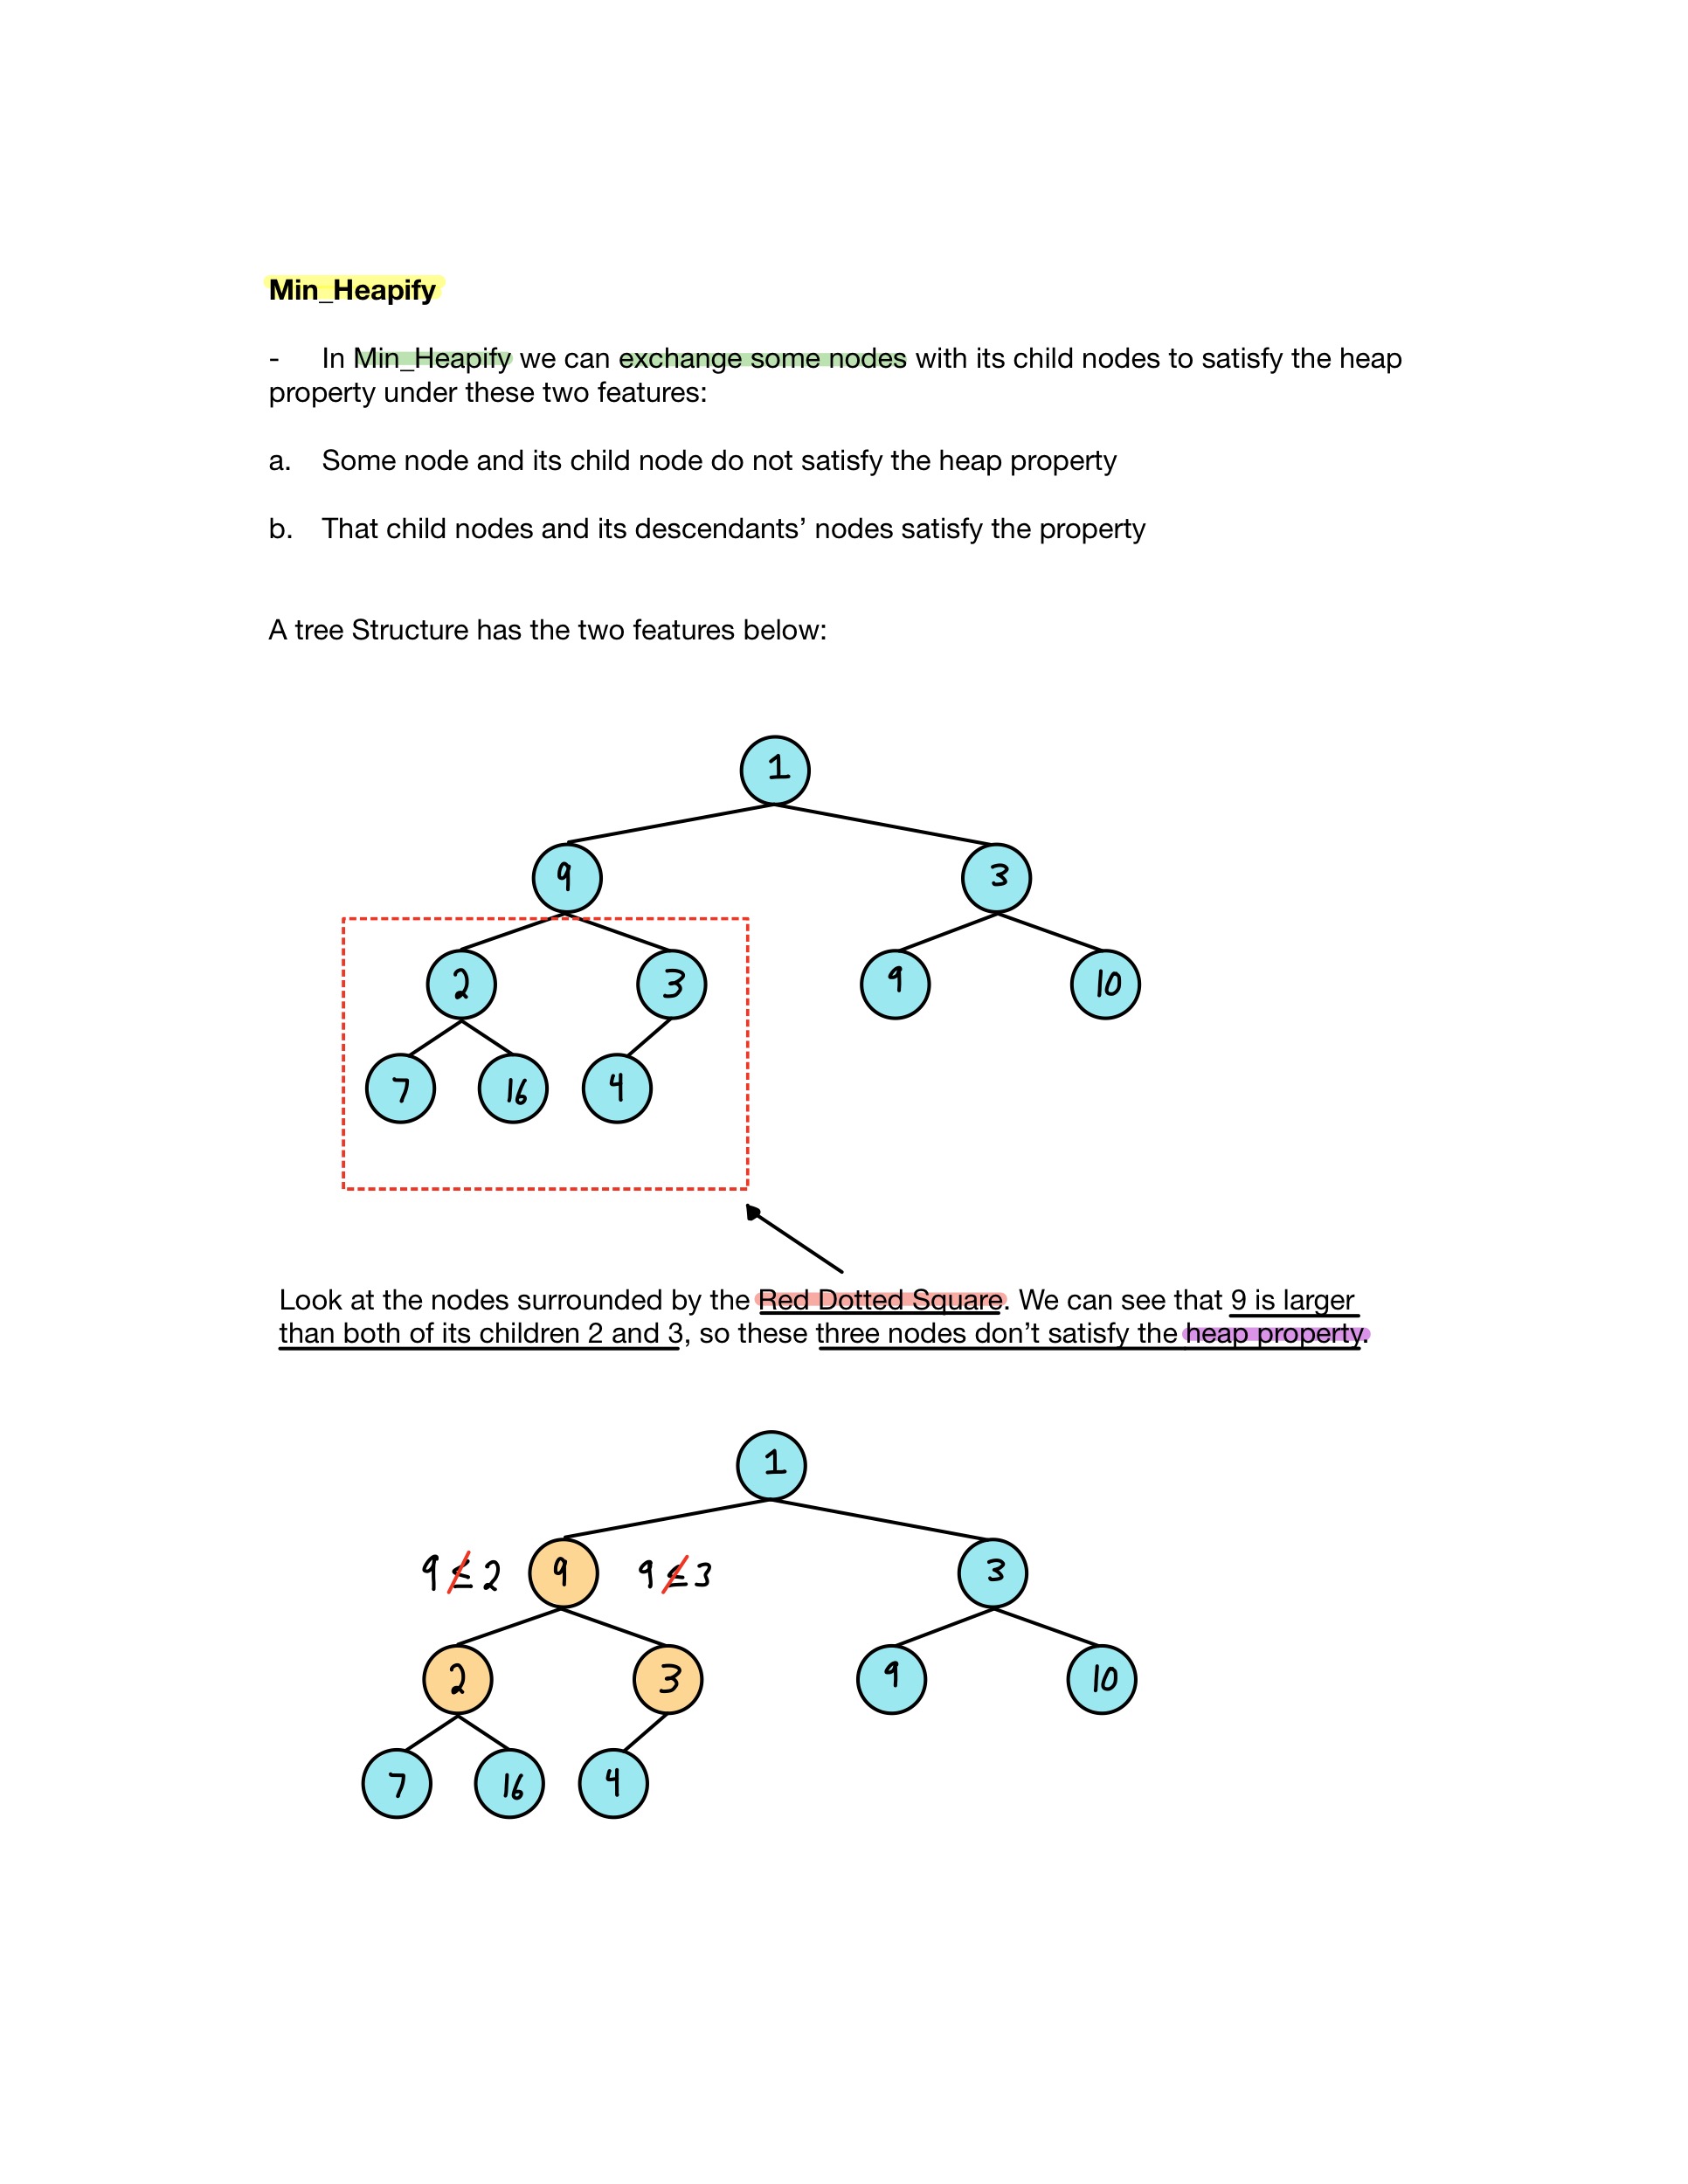 Min_Heapify
- In Min_Heapify we can exchange some nodes with its child nodes to satisfy the heap
property under these two features:
a. Some node and its child node do not satisfy the heap property
b. That child nodes and its descendants’ nodes satisfy the property
A tree Structure has the two features below:
1
9 3
2 3 9 10
7 16 4
Look at the nodes surrounded by the Red Dotted Square. We can see that 9 is larger
than both of its children 2 and 3, so these three nodes don’t satisfy the heap property.
1
9 ≰ 2 9 9 ≰ 3 3
2 3 9 10
7 16 4